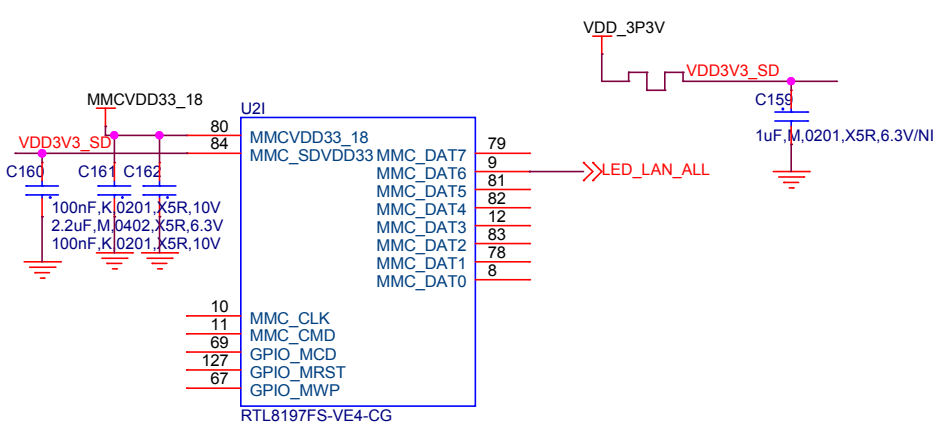 VDD_3P3V
VDD3V3_SD
C159
1uF,M,0201,X5R,6.3V/NI
MMCVDD33_18
VDD3V3_SD
C160
C161
C162
100nF,K,0201,X5R,10V
2.2uF,M,0402,X5R,6.3V
100nF,K,0201,X5R,10V
U2I
80
MMCVDD33_18
84
MMC_SDVDD33
MMC_DAT7
79
MMC_DAT6
9
LED_LAN_ALL
MMC_DAT5
81
MMC_DAT4
82
MMC_DAT3
12
MMC_DAT2
83
MMC_DAT1
78
MMC_DAT0
8
10
MMC_CLK
11
MMC_CMD
69
GPIO_MCD
127
GPIO_MRST
67
GPIO_MWP
RTL8197FS-VE4-CG